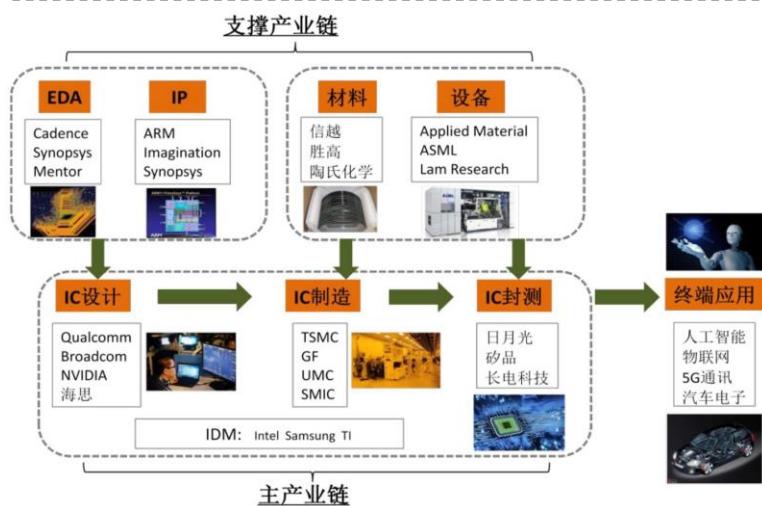 支撑产业链
EDA
IP
材料
设备
Cadence
Synopsys
Mentor
ARM
Imagination
Synopsys
信越
胜高
陶氏化学
Applied Material
ASML
Lam Research
ARM
IC设计
IC制造
IC封测
终端应用
Qualcomm
Broadcom
NVIDIA
海思
TSMC
GF
UMC
SMIC
日月光
矽品
长电科技
人工智能
物联网
5G通讯
汽车电子
IDM: Intel Samsung TI
主产业链